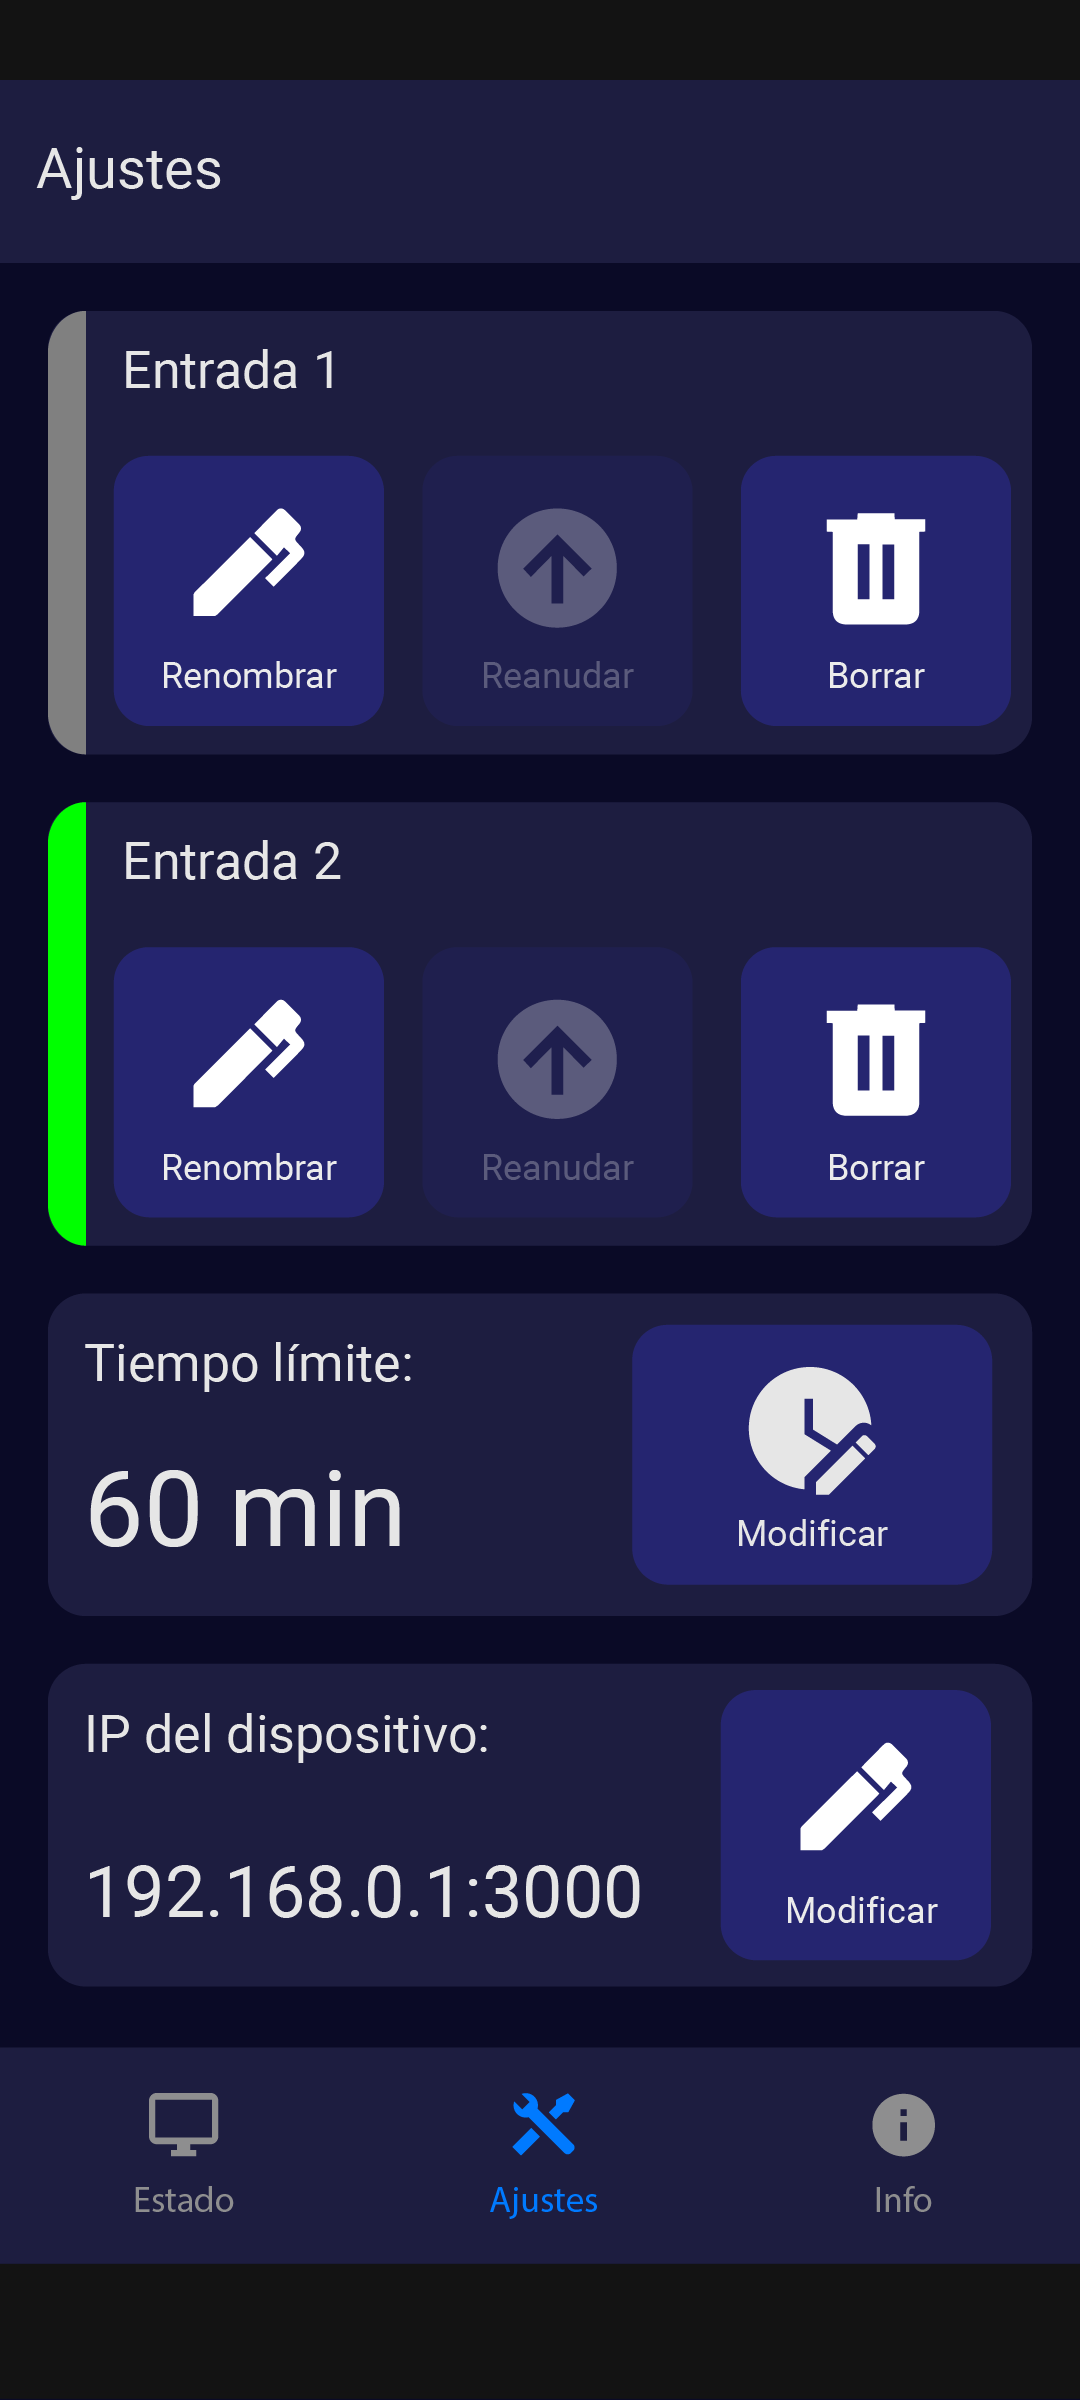 Ajustes
Entrada 1
Renombrar
Reanudar
Borrar
Entrada 2
Renombrar
Reanudar
Borrar
Tiempo límite:
60 min
Modificar
IP del dispositivo:
192.168.0.1:3000
Modificar
Estado
Ajustes
Info